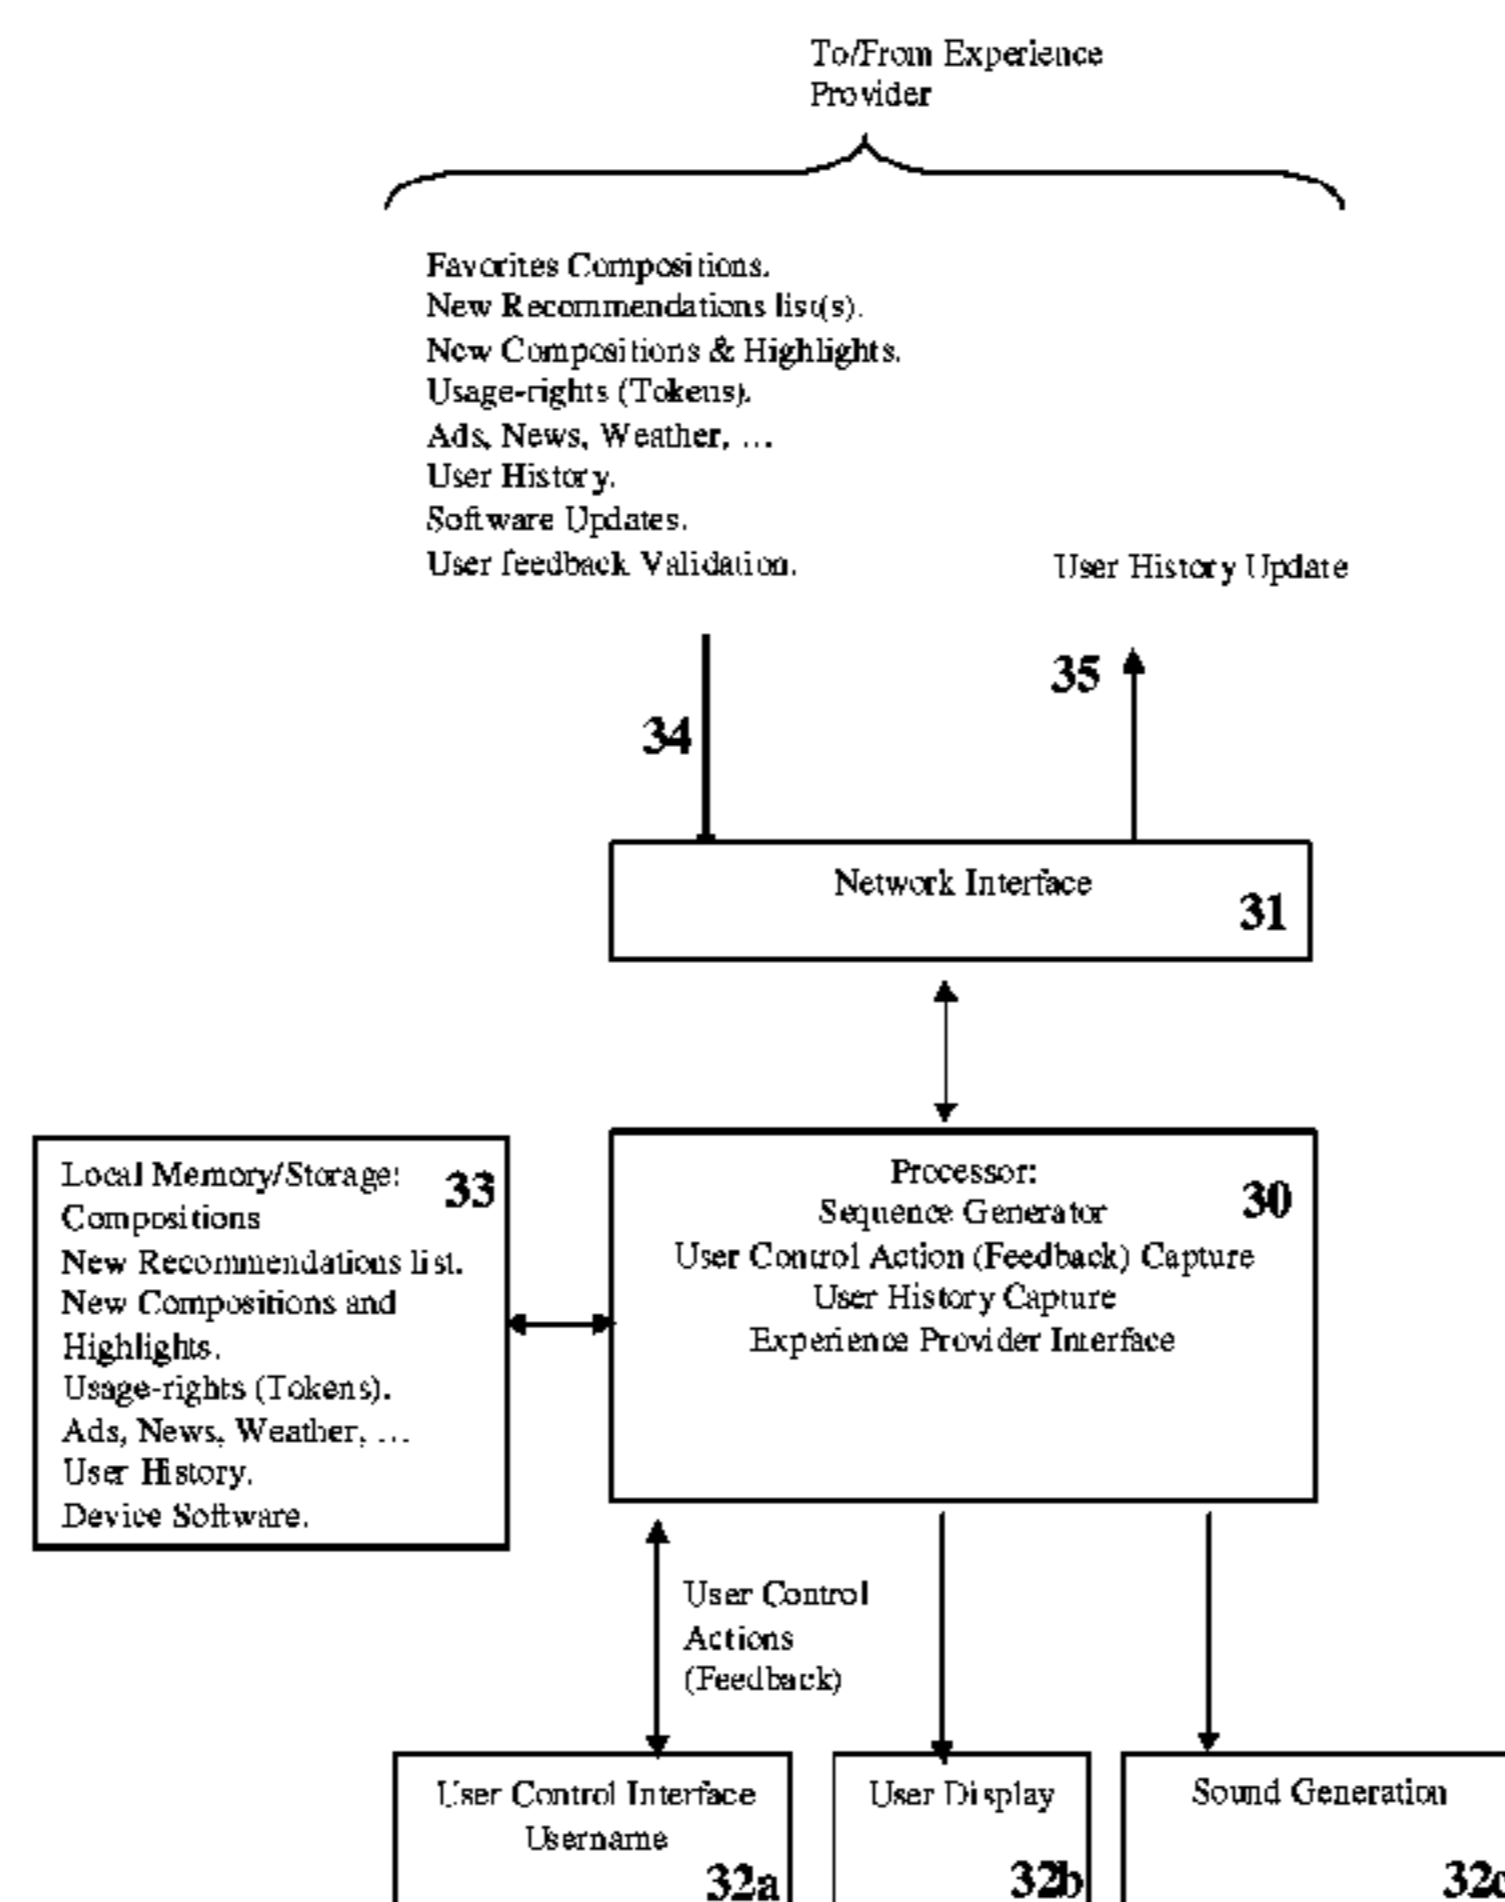 To/From Experience
Provider
Favorites Compositions.
New Recommendations list(s).
New Compositions & Highlights.
Usage-rights (Tokens).
Ads, News, Weather, ...
User History.
Software Updates.
User feedback Validation.
User History Update
35
34
Network Interface
31
Local Memory/Storage:
33
Compositions
New Recommendations list.
New Compositions and
Highlights.
Usage-rights (Tokens).
Ads, News, Weather, ...
User History.
Device Software.
Processor:
30
Sequence Generator
User Control Action (Feedback) Capture
User History Capture
Experience Provider Interface
User Control
Actions
(Feedback)
User Control Interface
Username
32a
User Display
32b
Sound Generation
32c